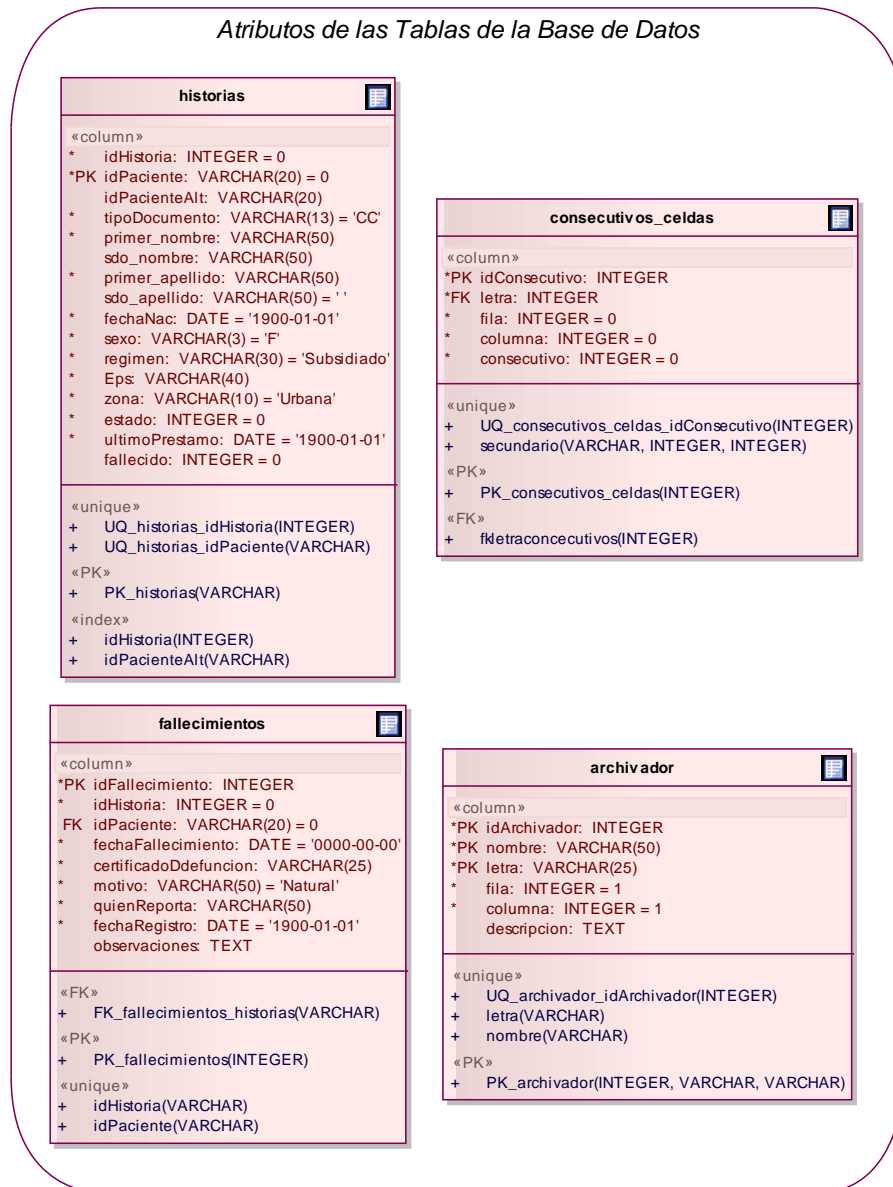 Atributos de las Tablas de la Base de Datos
historias
«column»
* idHistoria: INTEGER = 0
*PK idPaciente: VARCHAR(20) = 0
idPacienteAlt: VARCHAR(20)
* tipoDocumento: VARCHAR(13) = 'CC'
* primer_nombre: VARCHAR(50)
sdo_nombre: VARCHAR(50)
* primer_apellido: VARCHAR(50)
sdo_apellido: VARCHAR(50) = ' '
* fechaNac: DATE = '1900-01-01'
* sexo: VARCHAR(3) = 'F'
* regimen: VARCHAR(30) = 'Subsidiado'
* Eps: VARCHAR(40)
* zona: VARCHAR(10) = 'Urbana'
* estado: INTEGER = 0
* ultimoPrestamo: DATE = '1900-01-01'
fallecido: INTEGER = 0
«unique»
+ UQ_historias_idHistoria(INTEGER)
+ UQ_historias_idPaciente(VARCHAR)
«PK»
+ PK_historias(VARCHAR)
«index»
+ idHistoria(INTEGER)
+ idPacienteAlt(VARCHAR)
consecutivos_celdas
«column»
*PK idConsecutivo: INTEGER
*FK letra: INTEGER
* fila: INTEGER = 0
* columna: INTEGER = 0
* consecutivo: INTEGER = 0
«unique»
+ UQ_consecutivos_celdas_idConsecutivo(INTEGER)
+ secundario(VARCHAR, INTEGER, INTEGER)
«PK»
+ PK_consecutivos_celdas(INTEGER)
«FK»
+ fkletraconcecutivos(INTEGER)
fallecimientos
«column»
*PK idFallecimiento: INTEGER
* idHistoria: INTEGER = 0
FK idPaciente: VARCHAR(20) = 0
* fechaFallecimiento: DATE = '0000-00-00'
* certificadoDdefuncion: VARCHAR(25)
* motivo: VARCHAR(50) = 'Natural'
* quienReporta: VARCHAR(50)
* fechaRegistro: DATE = '1900-01-01'
observaciones: TEXT
«FK»
+ FK_fallecimientos_historias(VARCHAR)
«PK»
+ PK_fallecimientos(INTEGER)
«unique»
+ idHistoria(VARCHAR)
+ idPaciente(VARCHAR)
archivador
«column»
*PK idArchivador: INTEGER
*PK nombre: VARCHAR(50)
*PK letra: VARCHAR(25)
* fila: INTEGER = 1
* columna: INTEGER = 1
descripcion: TEXT
«unique»
+ UQ_archivador_idArchivador(INTEGER)
+ letra(VARCHAR)
+ nombre(VARCHAR)
«PK»
+ PK_archivador(INTEGER, VARCHAR, VARCHAR)